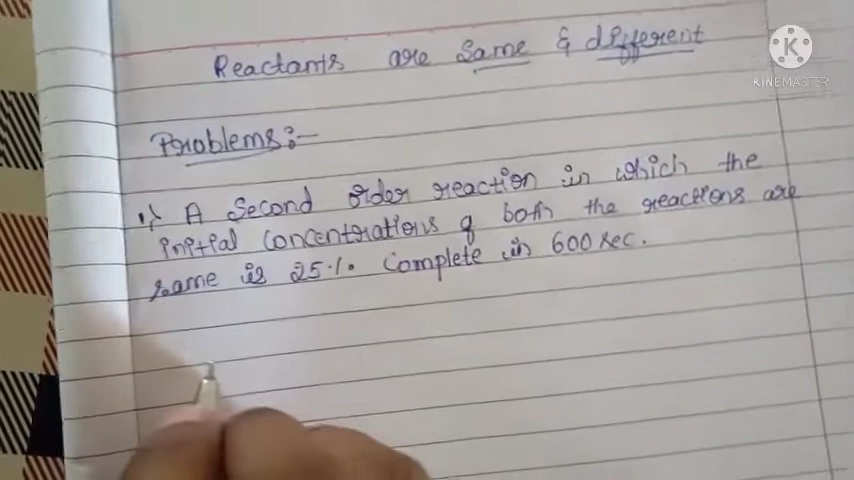 Reactants are Same & different
K
KINEMASTER
Problems:-
1) A Second order reaction in which the
initial concentrations of both the reactions are
same is 25%. Complete in 600 sec.